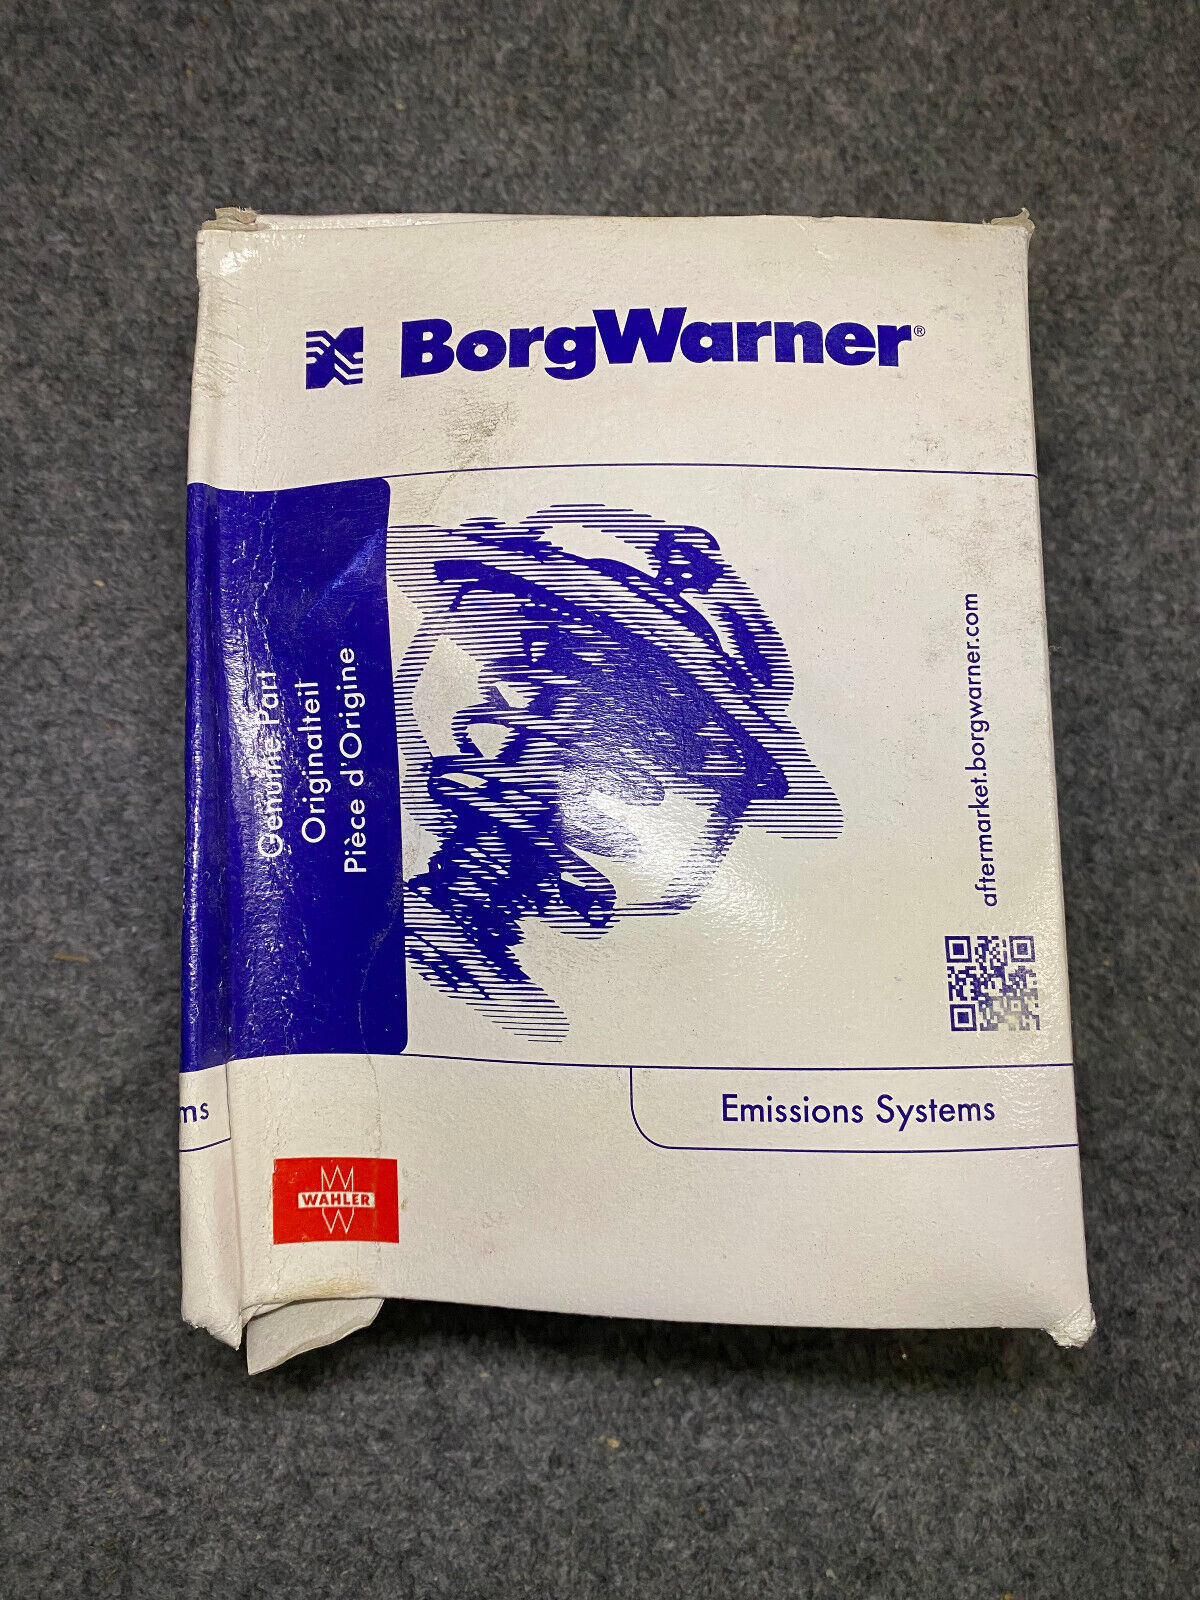 BorgWarner®
Genuine Part
Originalteil
Pièce d'Origine
aftermarket.borgwarner.com
Emissions Systems
ms
WAHLER